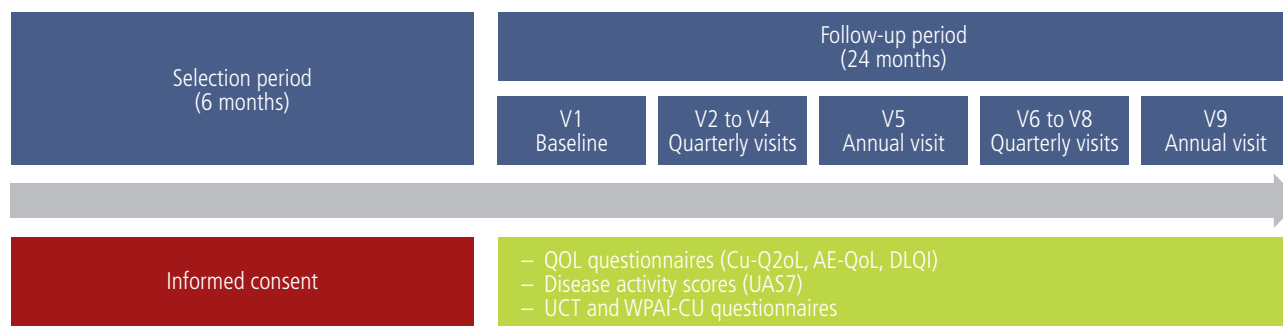 Selection period
(6 months)
Follow-up period
(24 months)
V1
Baseline
V2 to V4
Quarterly visits
V5
Annual visit
V6 to V8
Quarterly visits
V9
Annual visit
Informed consent
– QOL questionnaires (Cu-Q2oL, AE-QoL, DLQI)
– Disease activity scores (UAS7)
– UCT and WPAI-CU questionnaires